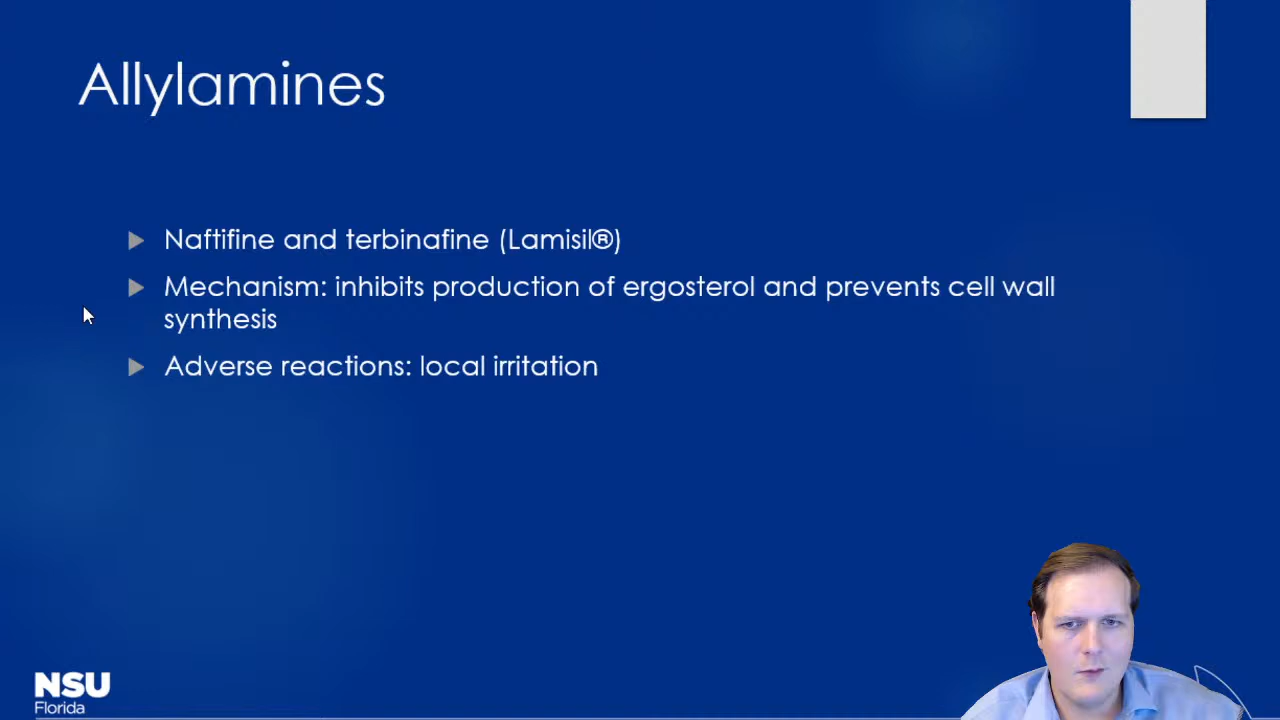 Allylamines
Naftifine and terbinafine (Lamisil®)
Mechanism: inhibits production of ergosterol and prevents cell wall
synthesis
Adverse reactions: local irritation
NSU
Florida